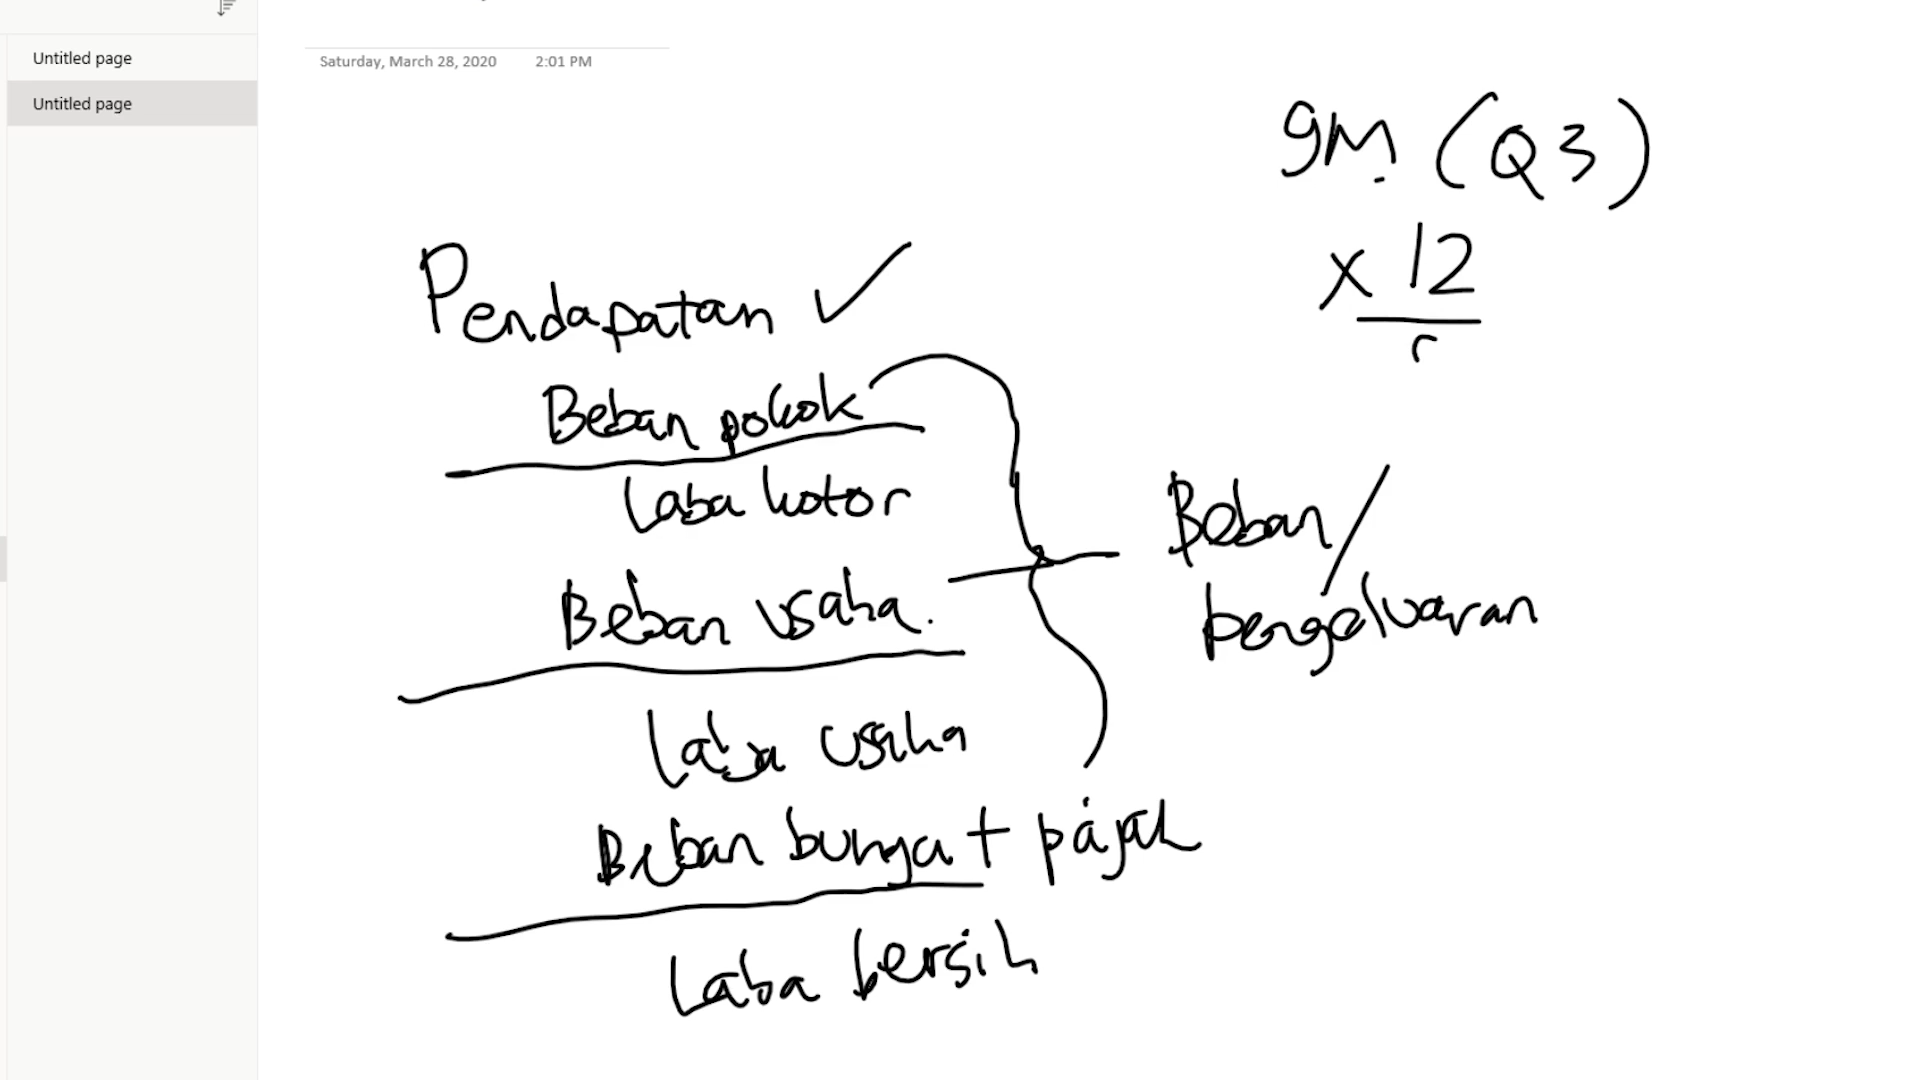 Untitled page
Untitled page
Saturday, March 28, 2020 2:01 PM
9M (Q3)
x 12
Pendapatan ✓
Beban pokok
Laba kotor
Beban/
pengeluaran
Beban usaha.
Laba usaha
Beban bunga + pajak
Laba bersih